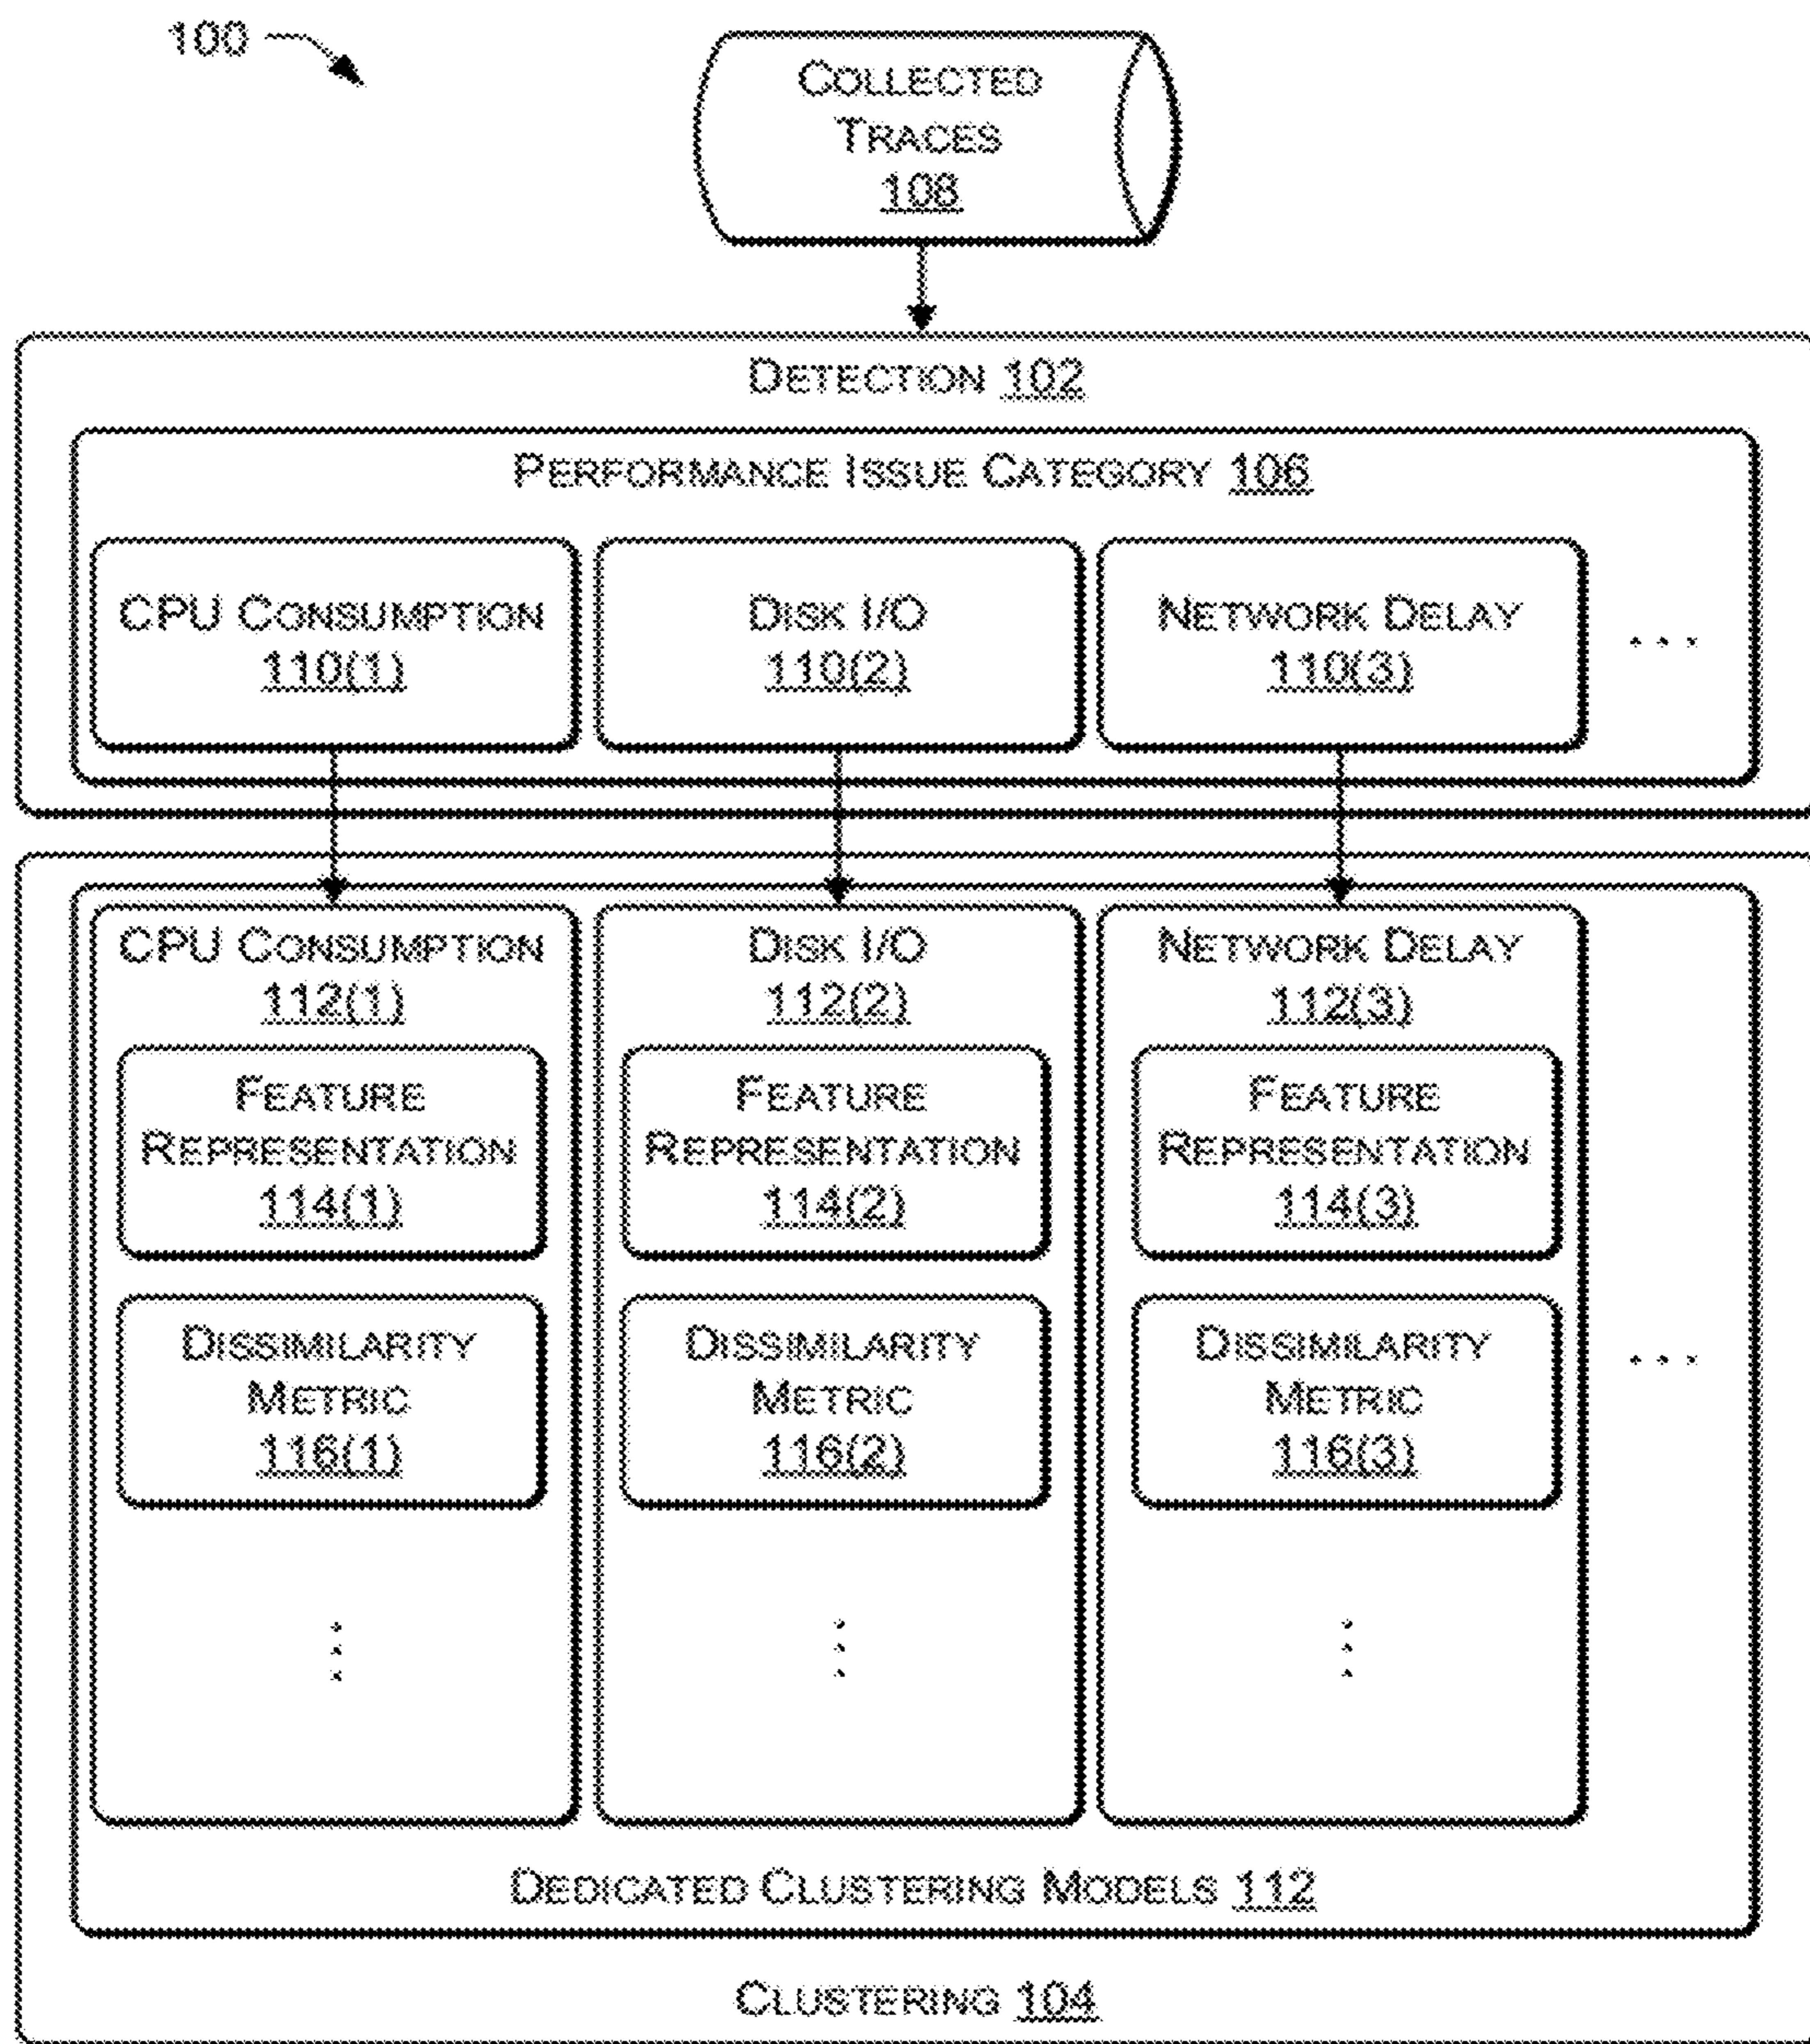 100
COLLECTED
TRACES
108
DETECTION 102
PERFORMANCE ISSUE CATEGORY 106
CPU CONSUMPTION
110(1)
DISK I/O
110(2)
NETWORK DELAY
110(3)
. . .
CPU CONSUMPTION
112(1)
FEATURE
REPRESENTATION
114(1)
DISSIMILARITY
METRIC
116(1)
DISK I/O
112(2)
FEATURE
REPRESENTATION
114(2)
DISSIMILARITY
METRIC
116(2)
NETWORK DELAY
112(3)
FEATURE
REPRESENTATION
114(3)
DISSIMILARITY
METRIC
116(3)
. . .
DEDICATED CLUSTERING MODELS 112
CLUSTERING 104